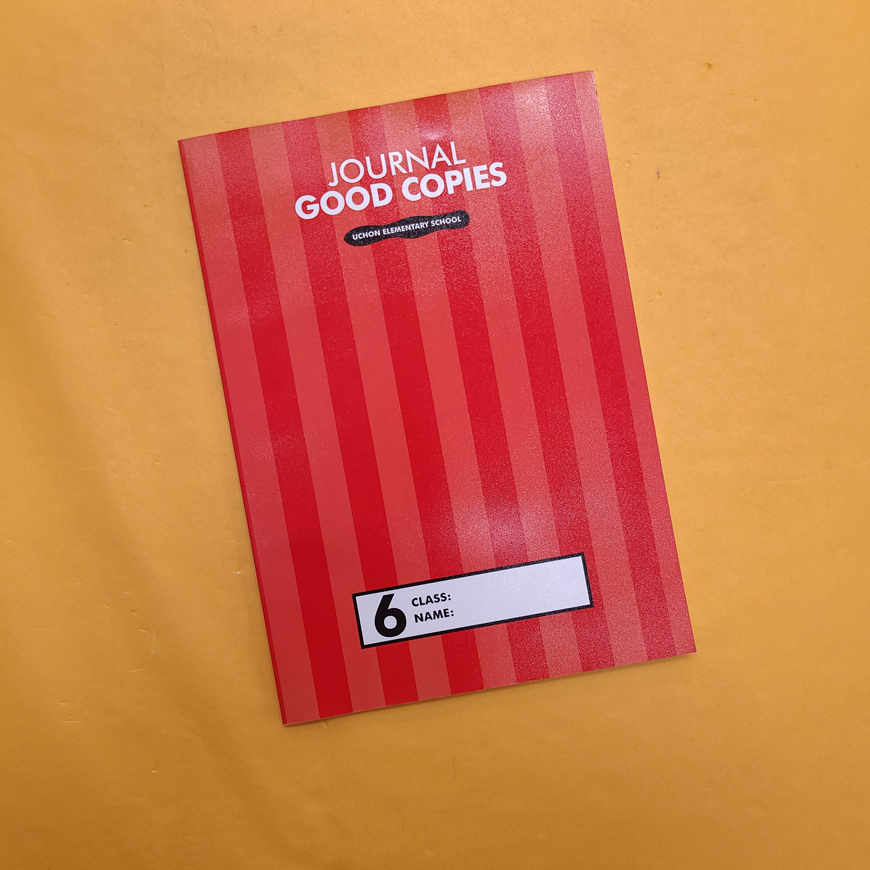 JOURNAL
GOOD COPIES
UCHON ELEMENTARY SCHOOL
6
CLASS:
NAME: